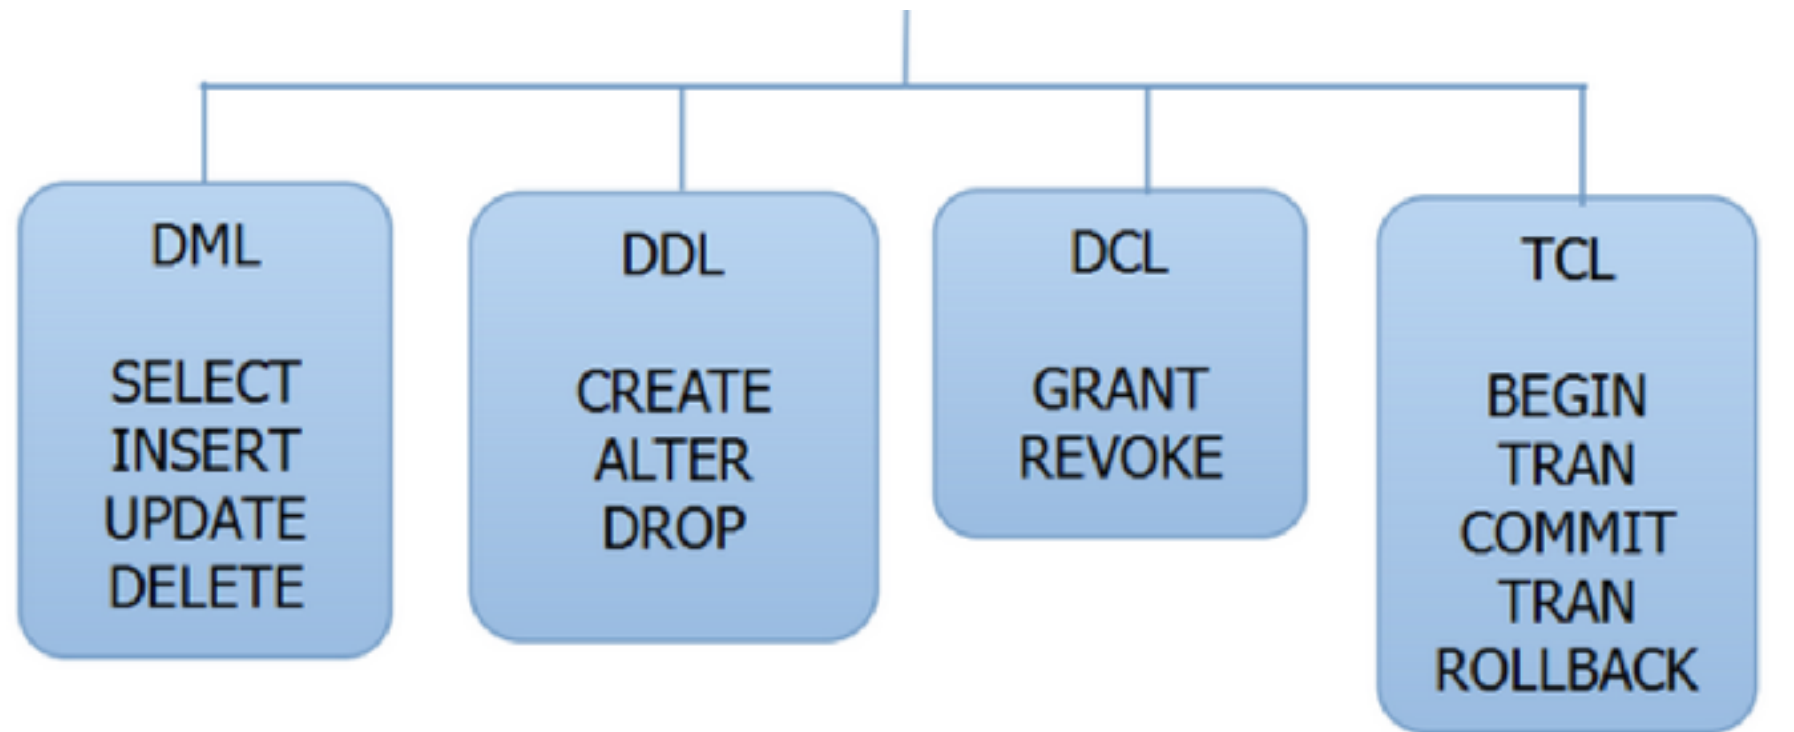 DML
SELECT
INSERT
UPDATE
DELETE
DDL
CREATE
ALTER
DROP
DCL
GRANT
REVOKE
TCL
BEGIN
TRAN
COMMIT
TRAN
ROLLBACK